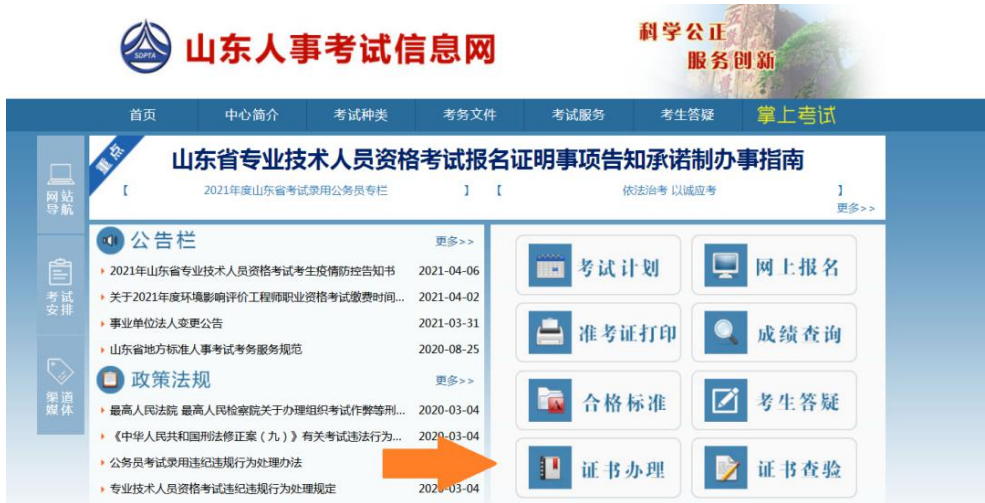 SDPTA
山东人事考试信息网
科学公正
服务创新
首页 中心简介 考试种类 考务文件 考试服务 考生答疑 掌上考试
网站
导航
考试
安排
渠道
媒体
重点
山东省专业技术人员资格考试报名证明事项告知承诺制办事指南
【 2021年度山东省考试录用公务员专栏 】 【 依法治考 以诚应考 】
更多>>
公告栏 更多>>
2021年山东省专业技术人员资格考试考生疫情防控告知书 2021-04-06
关于2021年度环境影响评价工程师职业资格考试缴费时间... 2021-04-02
事业单位法人变更公告 2021-03-31
山东省地方标准人事考试考务服务规范 2020-08-25
政策法规 更多>>
最高人民法院 最高人民检察院关于办理组织考试作弊等刑... 2020-03-04
《中华人民共和国刑法修正案（九）》有关考试违法行为... 2020-03-04
公务员考试录用违纪违规行为处理办法
专业技术人员资格考试违纪违规行为处理规定 2020-03-04
考试计划 网上报名
准考证打印 成绩查询
合格标准 考生答疑
证书办理 证书查验